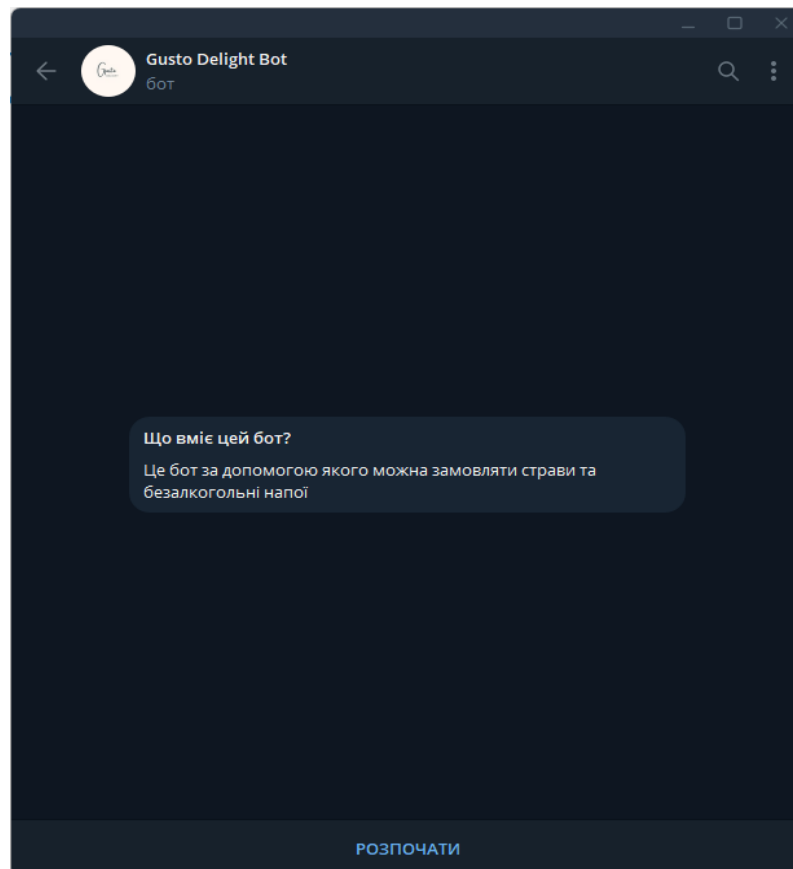 Gusto Delight Bot
бот
Gusto
Що вміє цей бот?
Це бот за допомогою якого можна замовляти страви та
безалкогольні напої
РОЗПОЧАТИ